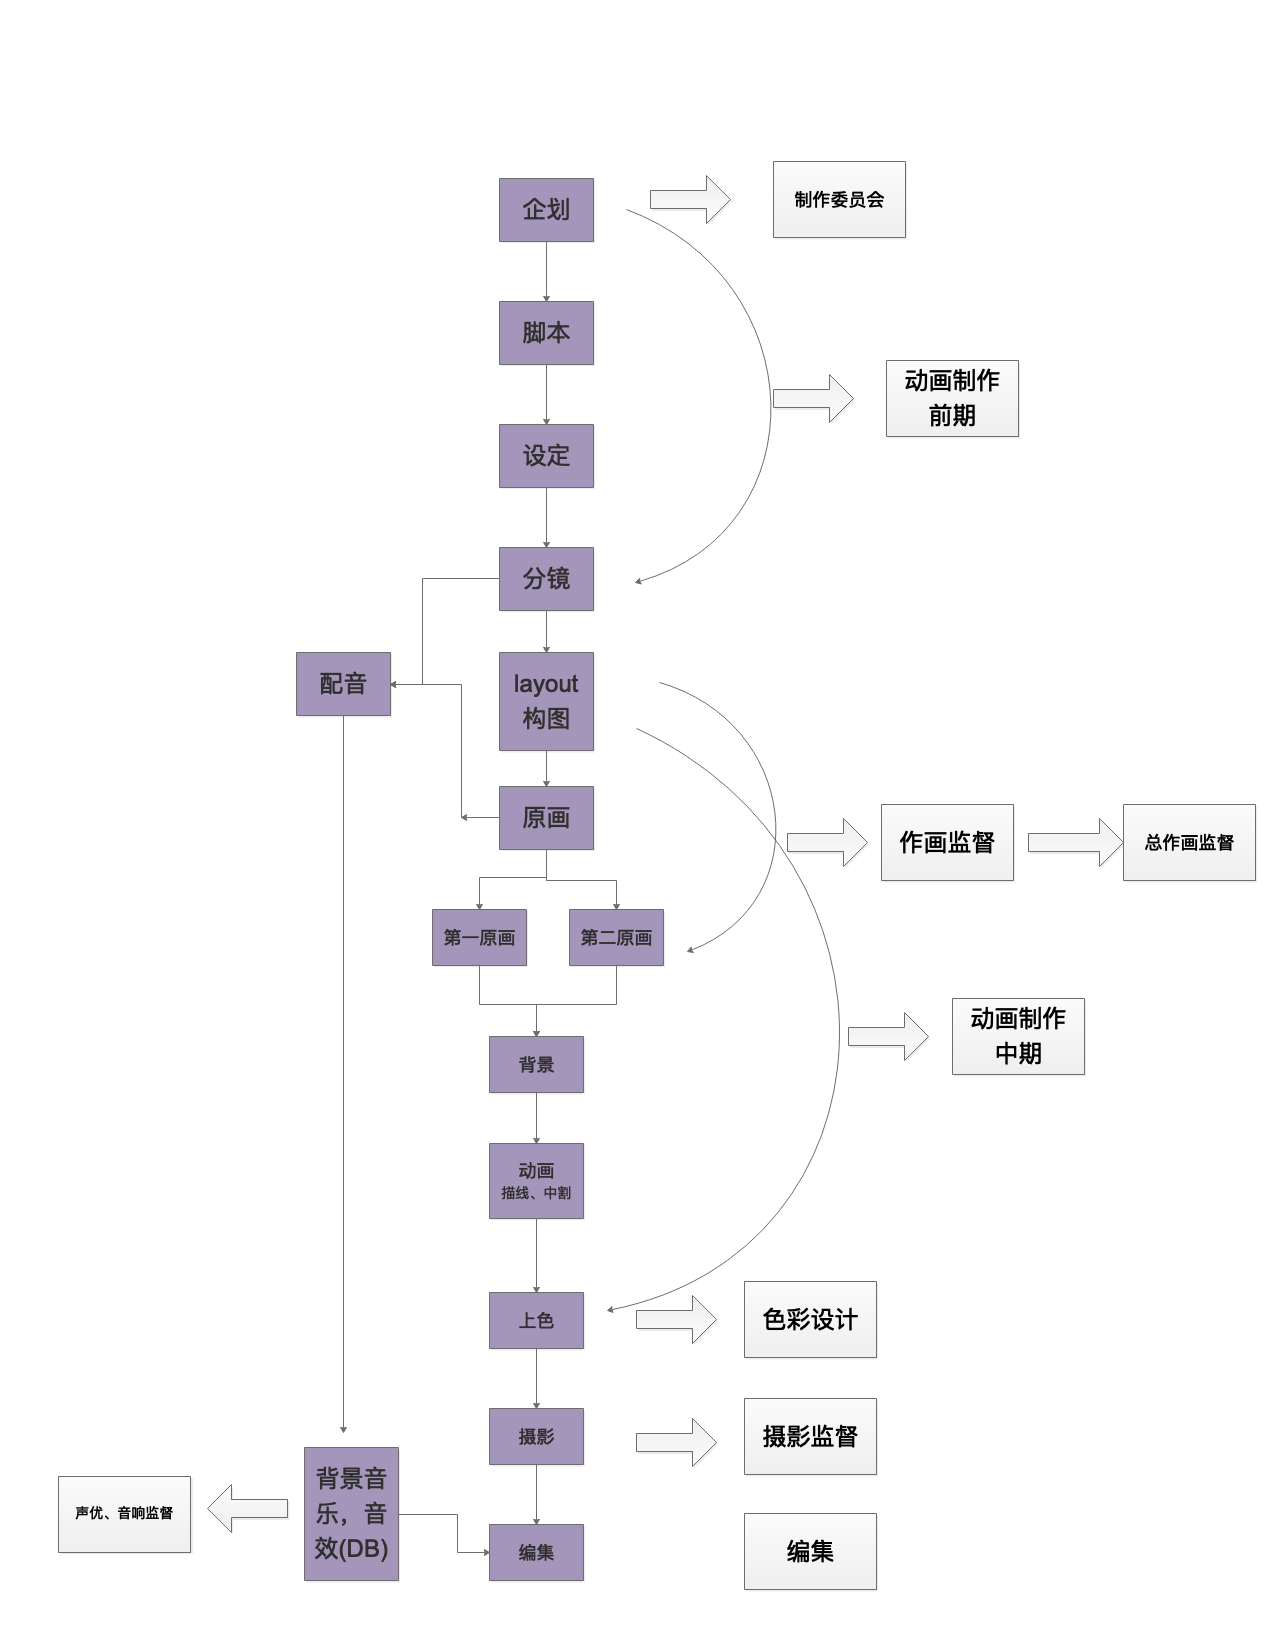 企划
制作委员会
脚本
动画制作
前期
设定
分镜
配音
layout
构图
原画
作画监督
总作画监督
第一原画
第二原画
动画制作
中期
背景
动画
描线、中割
上色
色彩设计
摄影
摄影监督
背景音
乐，音
效(DB)
声优、音响监督
编集
编集